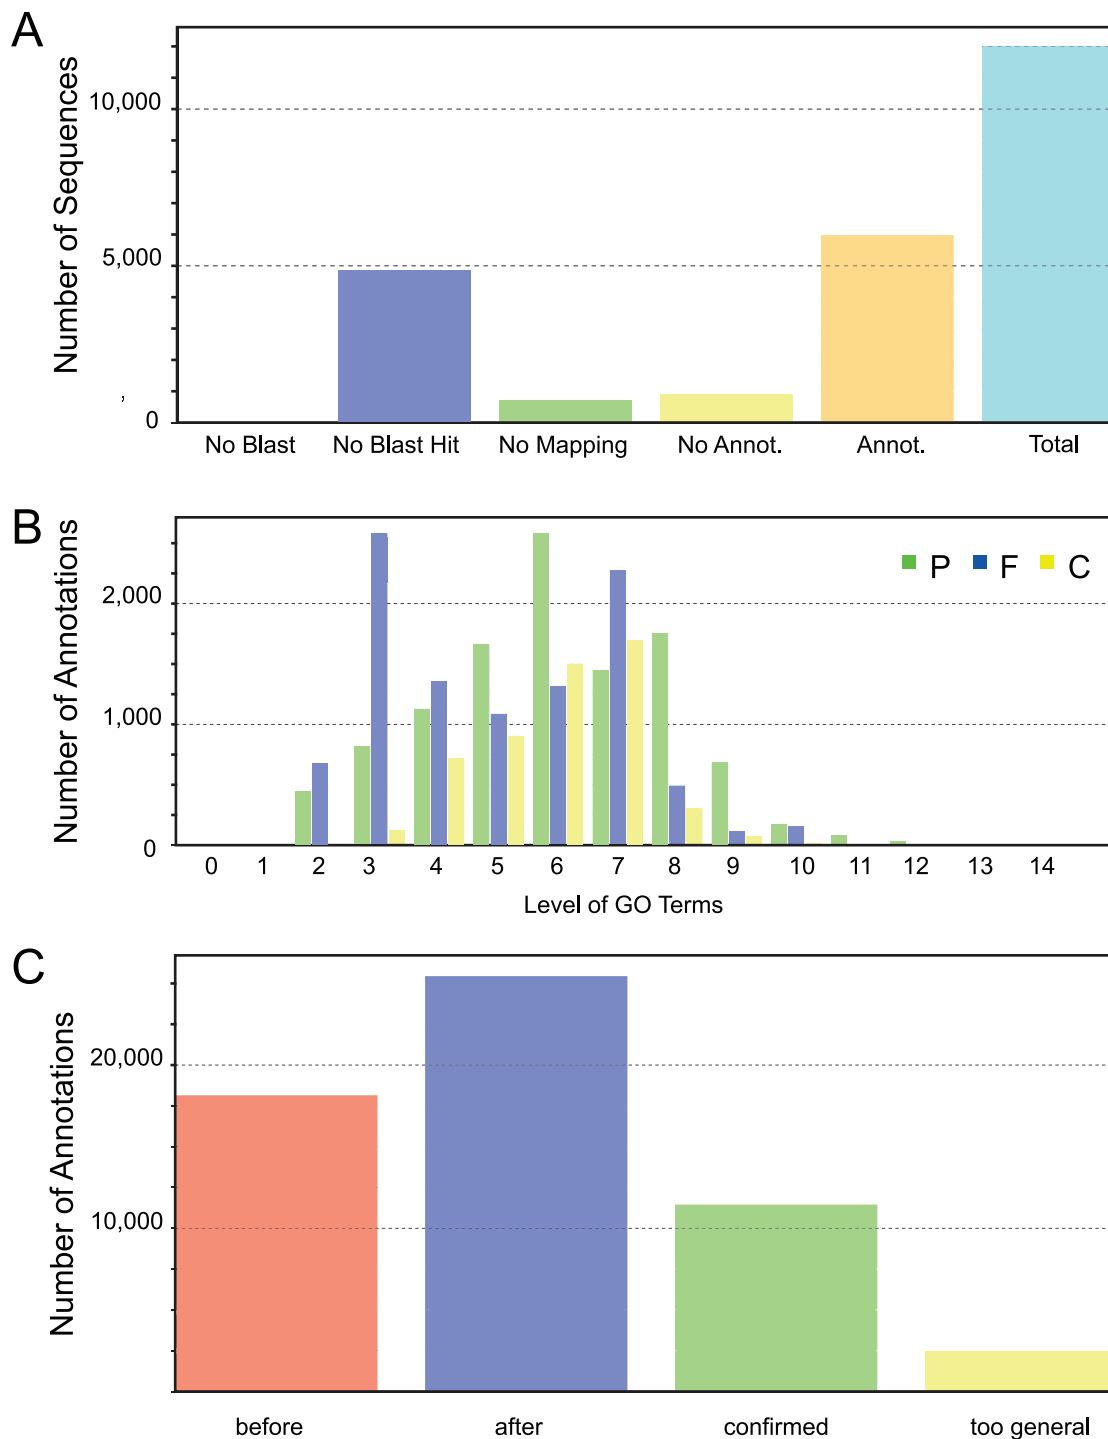 A
Number of Sequences
10,000
5,000
,
0
No Blast No Blast Hit No Mapping No Annot. Annot. Total
B
Number of Annotations
P F C
2,000
1,000
0
0 1 2 3 4 5 6 7 8 9 10 11 12 13 14
Level of GO Terms
C
Number of Annotations
20,000
10,000
before after confirmed too general